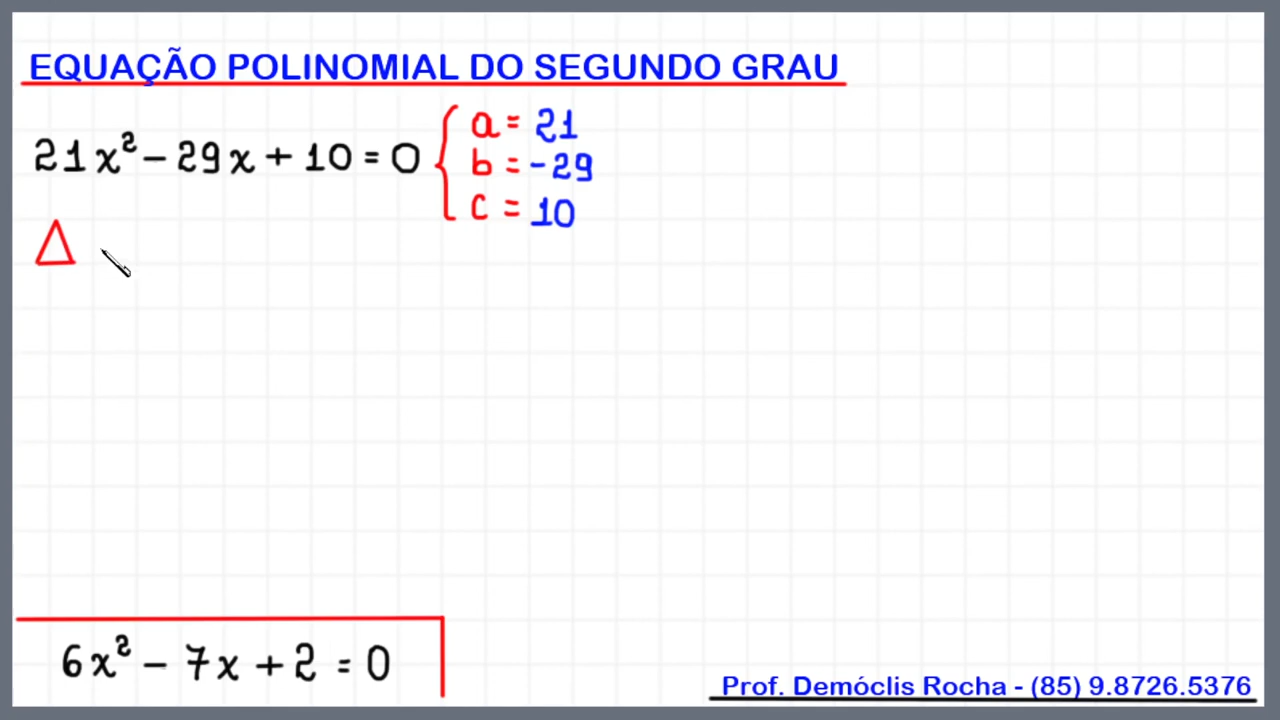 EQUAÇÃO POLINOMIAL DO SEGUNDO GRAU
21x² - 29x + 10 = 0
a = 21
b = -29
c = 10
Δ
6x² - 7x + 2 = 0
Prof. Demóclis Rocha - (85) 9.8726.5376